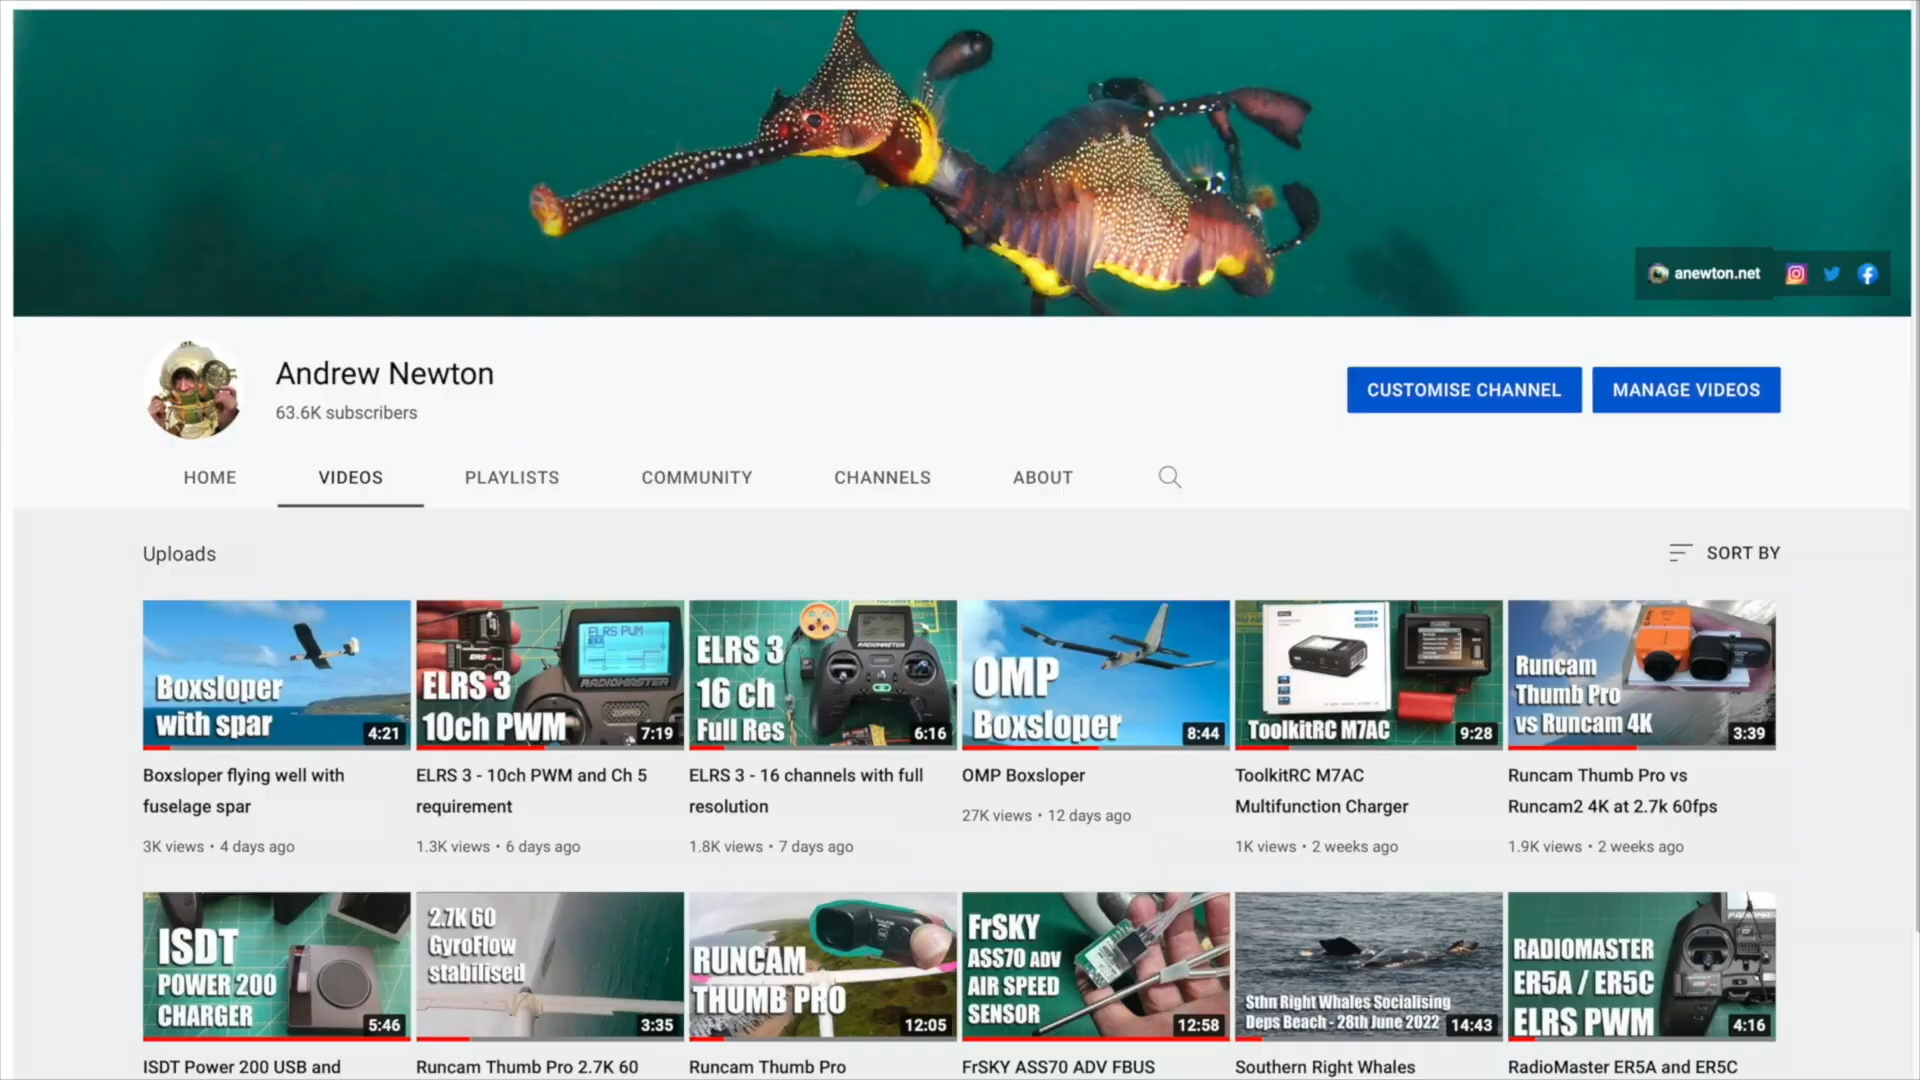 anewton.net
Andrew Newton
63.6K subscribers
CUSTOMISE CHANNEL
MANAGE VIDEOS
HOME
VIDEOS
PLAYLISTS
COMMUNITY
CHANNELS
ABOUT
Uploads
SORT BY
Boxsloper
with spar
4:21
ELRS PWM
RADIOMASTER
ZORRO
ELRS 3
10ch PWM
7:19
RADIOMASTER
ELRS 3
16 ch
Full Res
6:16
OMP
Boxsloper
8:44
ToolkitRC M7AC
9:28
Runcam
Thumb Pro
vs Runcam 4K
3:39
Boxsloper flying well with
fuselage spar
3K views • 4 days ago
ELRS 3 - 10ch PWM and Ch 5
requirement
1.3K views • 6 days ago
ELRS 3 - 16 channels with full
resolution
1.8K views • 7 days ago
OMP Boxsloper
27K views • 12 days ago
ToolkitRC M7AC
Multifunction Charger
1K views • 2 weeks ago
Runcam Thumb Pro vs
Runcam2 4K at 2.7k 60fps
1.9K views • 2 weeks ago
ISDT
POWER 200
CHARGER
5:46
2.7K 60
GyroFlow
stabilised
3:35
RUNCAM
THUMB PRO
12:05
FrSKY
ASS70 ADV
AIR SPEED
SENSOR
12:58
Sthn Right Whales Socialising
Deps Beach - 28th June 2022
14:43
RADIOMASTER
ER5A / ER5C
ELRS PWM
4:16
ISDT Power 200 USB and
Runcam Thumb Pro 2.7K 60
Runcam Thumb Pro
FrSKY ASS70 ADV FBUS
Southern Right Whales
RadioMaster ER5A and ER5C